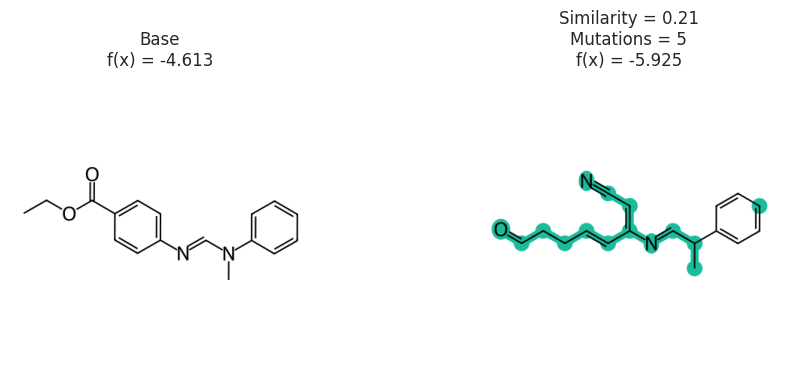 Base
f(x) = -4.613
Similarity = 0.21
Mutations = 5
f(x) = -5.925
O
O
N
N
N
O
N